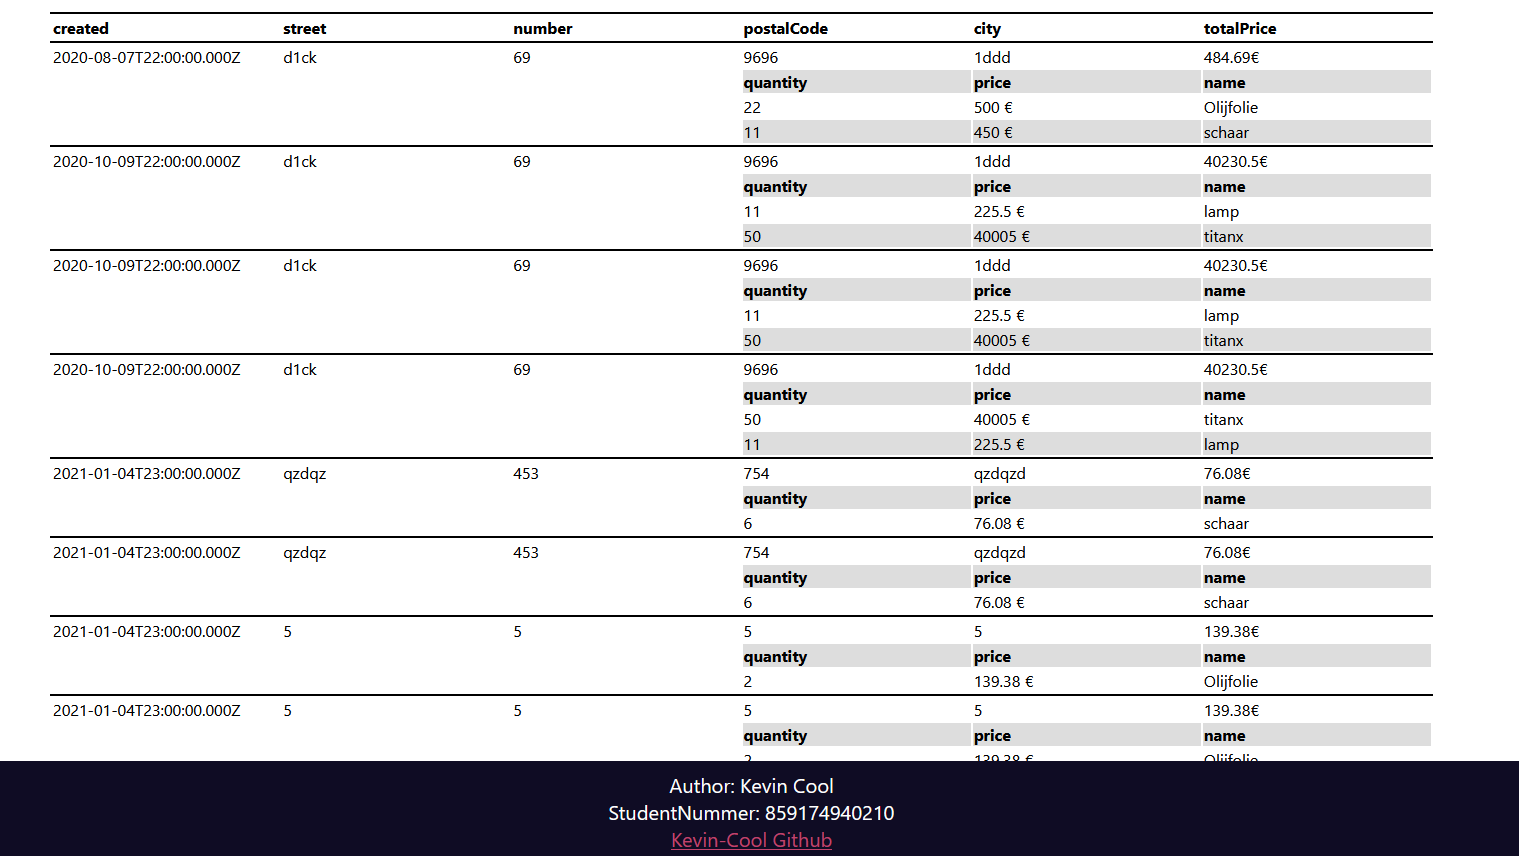 created street number postalCode city totalPrice
2020-08-07T22:00:00.000Z d1ck 69 9696 1ddd 484.69€
quantity price name
22 500 € Olijfolie
11 450 € schaar
2020-10-09T22:00:00.000Z d1ck 69 9696 1ddd 40230.5€
quantity price name
11 225.5 € lamp
50 40005 € titanx
2020-10-09T22:00:00.000Z d1ck 69 9696 1ddd 40230.5€
quantity price name
11 225.5 € lamp
50 40005 € titanx
2020-10-09T22:00:00.000Z d1ck 69 9696 1ddd 40230.5€
quantity price name
50 40005 € titanx
11 225.5 € lamp
2021-01-04T23:00:00.000Z qzdqz 453 754 qzdqzd 76.08€
quantity price name
6 76.08 € schaar
2021-01-04T23:00:00.000Z qzdqz 453 754 qzdqzd 76.08€
quantity price name
6 76.08 € schaar
2021-01-04T23:00:00.000Z 5 5 5 5 139.38€
quantity price name
2 139.38 € Olijfolie
2021-01-04T23:00:00.000Z 5 5 5 5 139.38€
quantity price name
2 139.38 € Olijfolie
Author: Kevin Cool
StudentNummer: 859174940210
Kevin-Cool Github